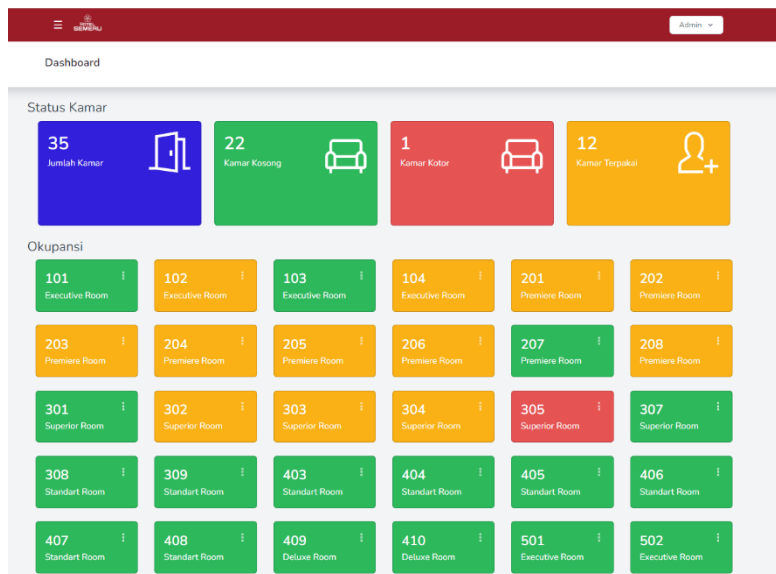 HOTEL
SEMERU
Admin
Dashboard
Status Kamar
35
Jumlah Kamar
22
Kamar Kosong
1
Kamar Kotor
12
Kamar Terpakai
Okupansi
101
Executive Room
102
Executive Room
103
Executive Room
104
Executive Room
201
Premiere Room
202
Premiere Room
203
Premiere Room
204
Premiere Room
205
Premiere Room
206
Premiere Room
207
Premiere Room
208
Premiere Room
301
Superior Room
302
Superior Room
303
Superior Room
304
Superior Room
305
Superior Room
307
Superior Room
308
Standart Room
309
Standart Room
403
Standart Room
404
Standart Room
405
Standart Room
406
Standart Room
407
Standart Room
408
Standart Room
409
Deluxe Room
410
Deluxe Room
501
Executive Room
502
Executive Room